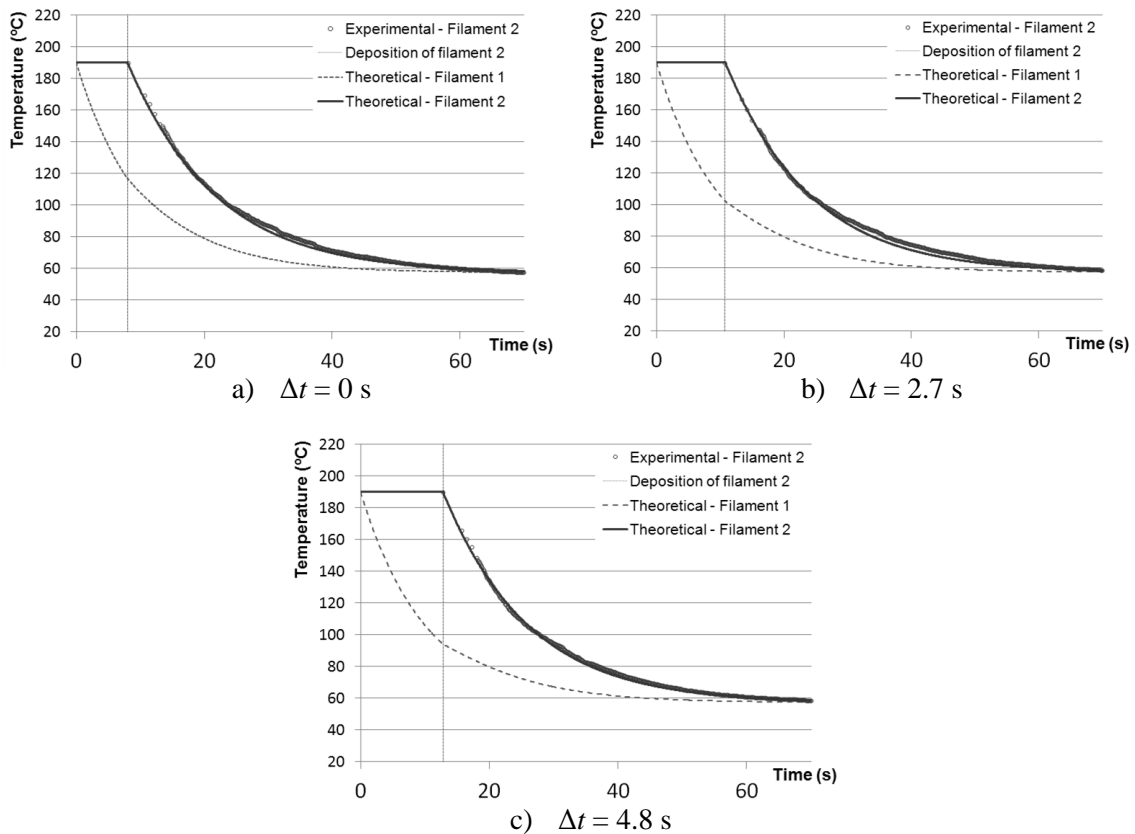 Temperature (ºC)
220
200
180
160
140
120
100
80
60
40
20
0
20
40
60
Time (s)
Experimental - Filament 2
Deposition of filament 2
Theoretical - Filament 1
Theoretical - Filament 2
a) Δt = 0 s
Temperature (ºC)
220
200
180
160
140
120
100
80
60
40
20
0
20
40
60
Time (s)
Experimental - Filament 2
Deposition of filament 2
Theoretical - Filament 1
Theoretical - Filament 2
b) Δt = 2.7 s
Temperature (ºC)
220
200
180
160
140
120
100
80
60
40
20
0
20
40
60
Time (s)
Experimental - Filament 2
Deposition of filament 2
Theoretical - Filament 1
Theoretical - Filament 2
c) Δt = 4.8 s